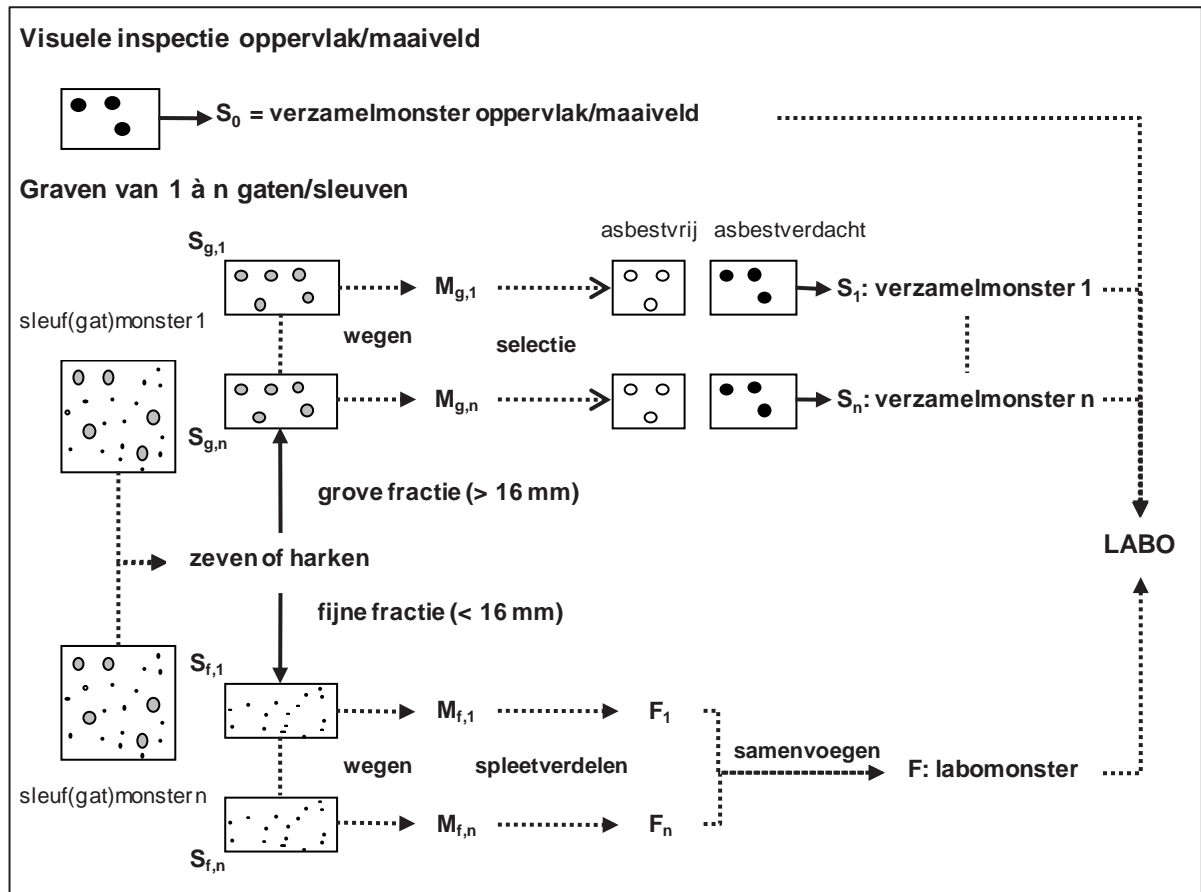 Visuele inspectie oppervlak/maaiveld
S0 = verzamelmonster oppervlak/maaiveld
Graven van 1 à n gaten/sleuven
Sg,1
asbestvrij asbestverdacht
Mg,1
S1: verzamelmonster 1
sleuf(gat)monster 1
wegen
selectie
Mg,n
Sn: verzamelmonster n
Sg,n
grove fractie (> 16 mm)
LABO
zeven of harken
fijne fractie (< 16 mm)
Sf,1
Mf,1
F1
samenvoegen
wegen
spleetverdelen
F: labomonster
sleuf(gat)monster n
Mf,n
Fn
Sf,n